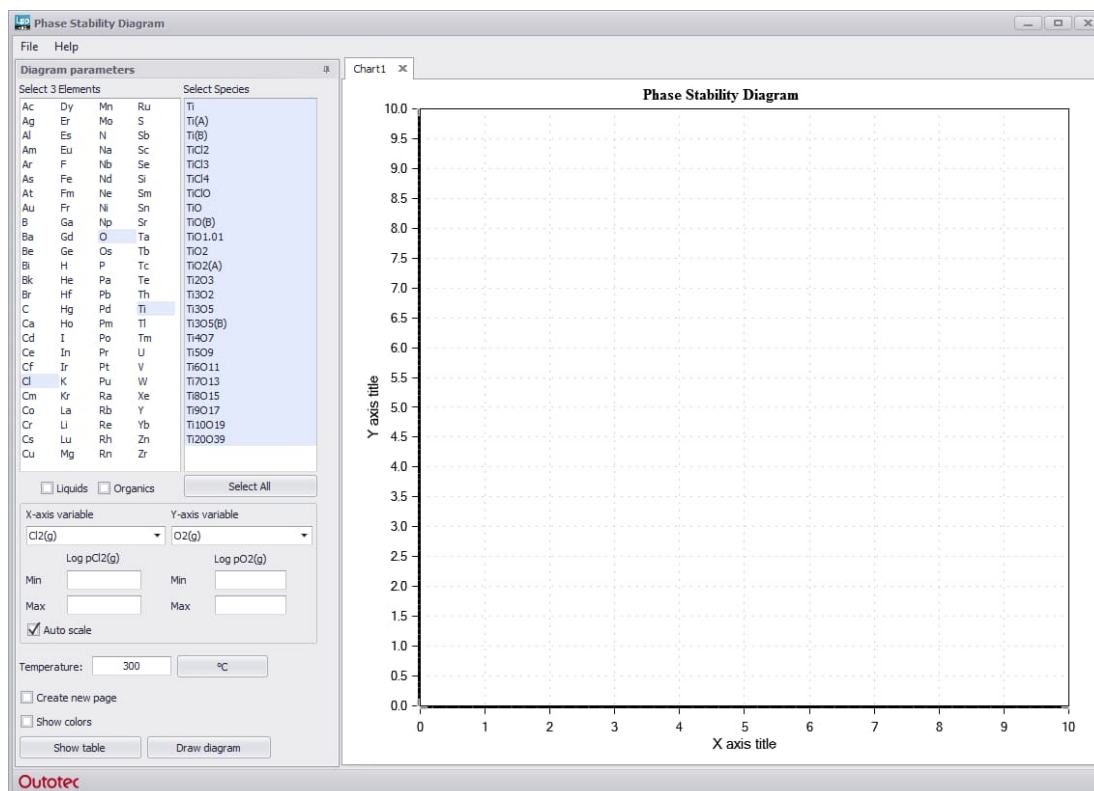 Phase Stability Diagram
File Help
Diagram parameters
Select 3 Elements Select Species
Ac Dy Mn Ru Ti
Ag Er Mo S Ti(A)
Al Es N Sb Ti(B)
Am Eu Na Sc TiCl2
Ar F Nb Se TiCl3
As Fe Nd Si TiCl4
At Fm Ne Sm TiClO
Au Fr Ni Sn TiO
B Ga Np Sr TiO(B)
Ba Gd O Ta TiO1.01
Be Ge Os Tb TiO2
Bi H P Tc TiO2(A)
Bk He Pa Te Ti2O3
Br Hf Pb Th Ti3O2
C Hg Pd Ti Ti3O5
Ca Ho Pm Tl Ti3O5(B)
Cd I Po Tm Ti4O7
Ce In Pr U Ti5O9
Cf Ir Pt V Ti6O11
Cl K Pu W Ti7O13
Cm Kr Ra Xe Ti8O15
Co La Rb Y Ti9O17
Cr Li Re Yb Ti10O19
Cs Lu Rh Zn Ti20O39
Cu Mg Rn Zr
Liquids Organics Select All
X-axis variable Y-axis variable
Cl2(g) O2(g)
Log pCl2(g) Log pO2(g)
Min Min
Max Max
Auto scale
Temperature: 300 ºC
Create new page
Show colors
Show table Draw diagram
Outotec
Chart1
Phase Stability Diagram
10.0
9.5
9.0
8.5
8.0
7.5
7.0
6.5
6.0
5.5
5.0
4.5
4.0
3.5
3.0
2.5
2.0
1.5
1.0
0.5
0.0
Y axis title
0 1 2 3 4 5 6 7 8 9 10
X axis title